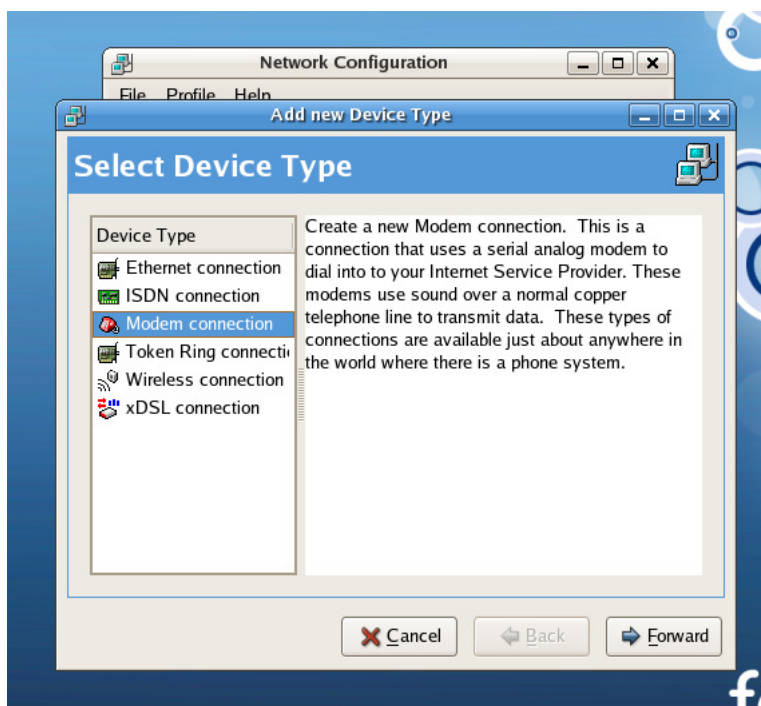 Network Configuration
File Profile Help
Add new Device Type
Select Device Type
Device Type
Ethernet connection
ISDN connection
Modem connection
Token Ring connecti
Wireless connection
xDSL connection
Create a new Modem connection.  This is a
connection that uses a serial analog modem to
dial into to your Internet Service Provider. These
modems use sound over a normal copper
telephone line to transmit data.  These types of
connections are available just about anywhere in
the world where there is a phone system.
Cancel
Back
Forward